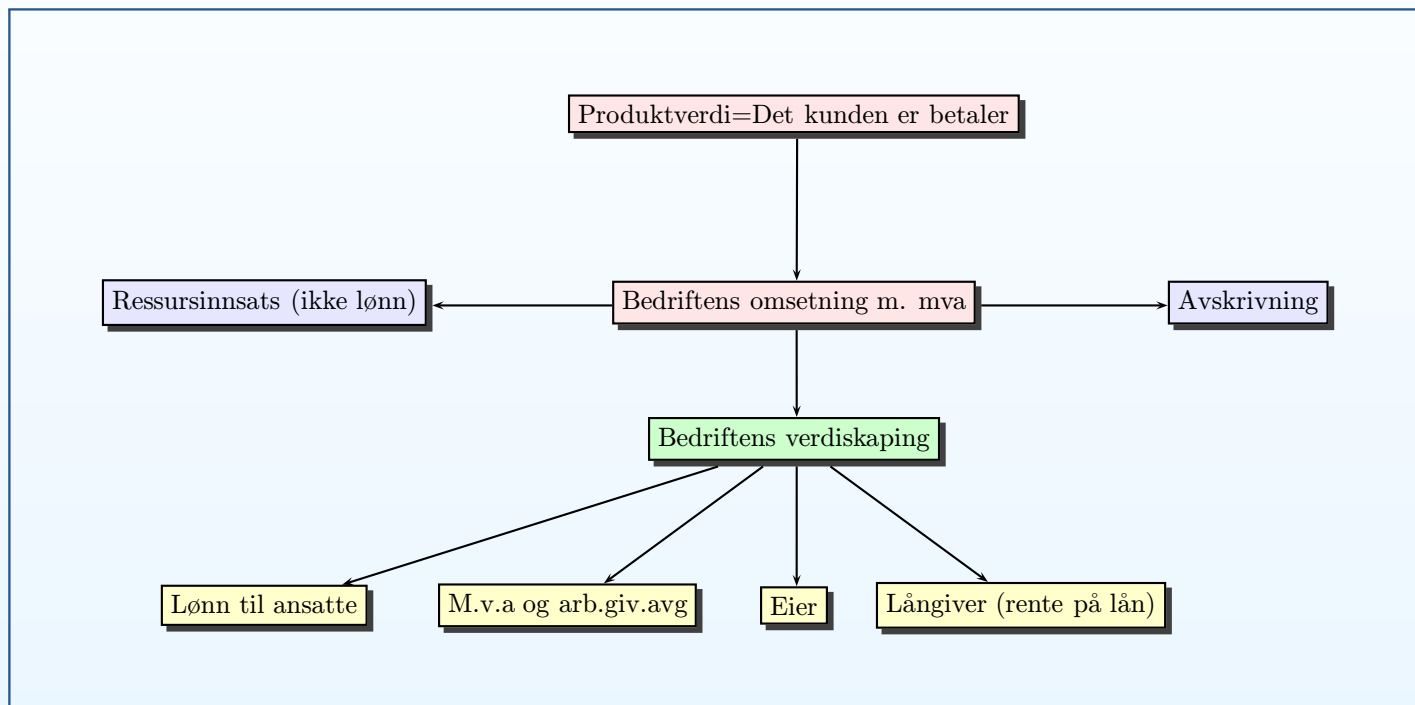 Produktverdi=Det kunden er betaler
Ressursinnsats (ikke lønn)
Bedriftens omsetning m. mva
Avskrivning
Bedriftens verdiskaping
Lønn til ansatte
M.v.a og arb.giv.avg
Eier
Långiver (rente på lån)